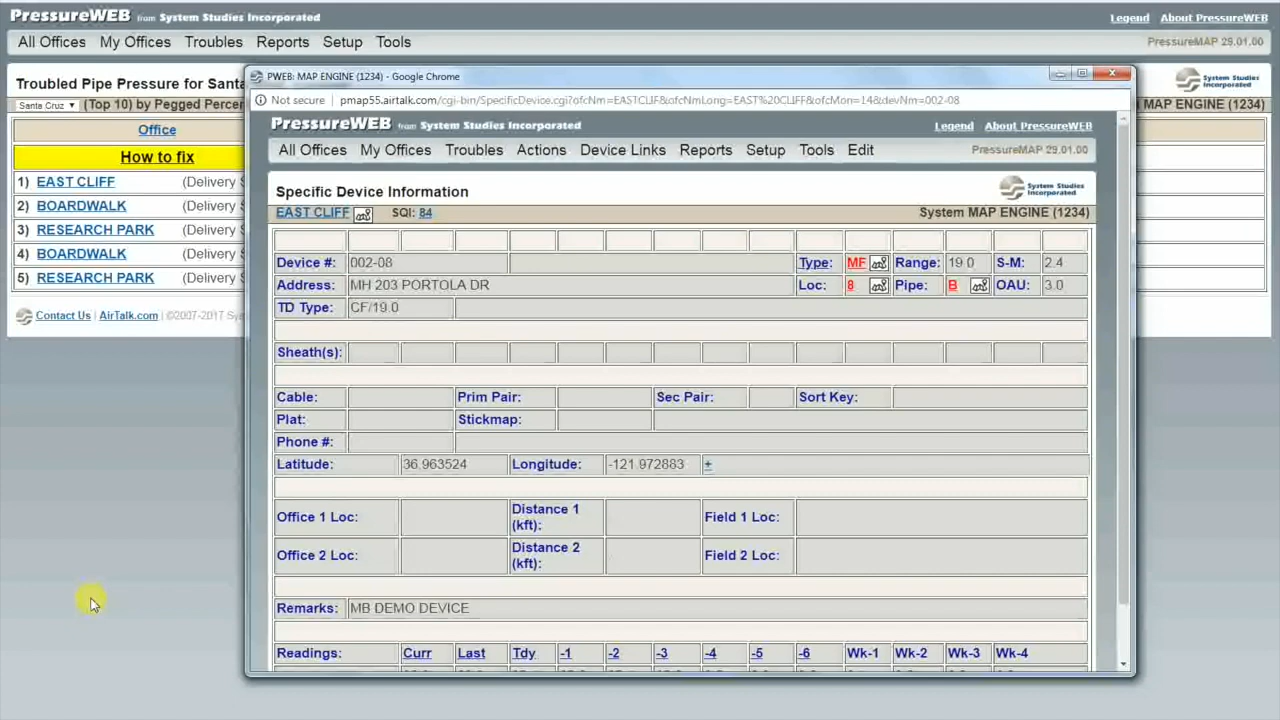 PressureWEB from System Studies Incorporated
Legend About PressureWEB
All Offices My Offices Troubles Reports Setup Tools
PressureMAP 29.01.00
Troubled Pipe Pressure for Santa
System Studies Incorporated
Santa Cruz (Top 10) by Pegged Percen
MAP ENGINE (1234)
Office
How to fix
1) EAST CLIFF (Delivery S
2) BOARDWALK (Delivery S
3) RESEARCH PARK (Delivery S
4) BOARDWALK (Delivery S
5) RESEARCH PARK (Delivery S
Contact Us | AirTalk.com | ©2007-2017 Sy
PWEB: MAP ENGINE (1234) - Google Chrome
Not secure | pmap55.airtalk.com/cgi-bin/SpecificDevice.cgi?ofcNm=EASTCLIF&ofcNmLong=EAST%20CLIFF&ofcMon=14&devNm=002-08
PressureWEB from System Studies Incorporated
Legend About PressureWEB
All Offices My Offices Troubles Actions Device Links Reports Setup Tools Edit
PressureMAP 29.01.00
Specific Device Information
System Studies Incorporated
EAST CLIFF SQI: 84
System MAP ENGINE (1234)
Device #: 002-08 Type: MF Range: 19.0 S-M: 2.4
Address: MH 203 PORTOLA DR Loc: 8 Pipe: B OAU: 3.0
TD Type: CF/19.0
Sheath(s):
Cable: Prim Pair: Sec Pair: Sort Key:
Plat: Stickmap:
Phone #:
Latitude: 36.963524 Longitude: -121.972883 +
Office 1 Loc: Distance 1 (kft): Field 1 Loc:
Office 2 Loc: Distance 2 (kft): Field 2 Loc:
Remarks: MB DEMO DEVICE
Readings: Curr Last Tdy -1 -2 -3 -4 -5 -6 Wk-1 Wk-2 Wk-3 Wk-4